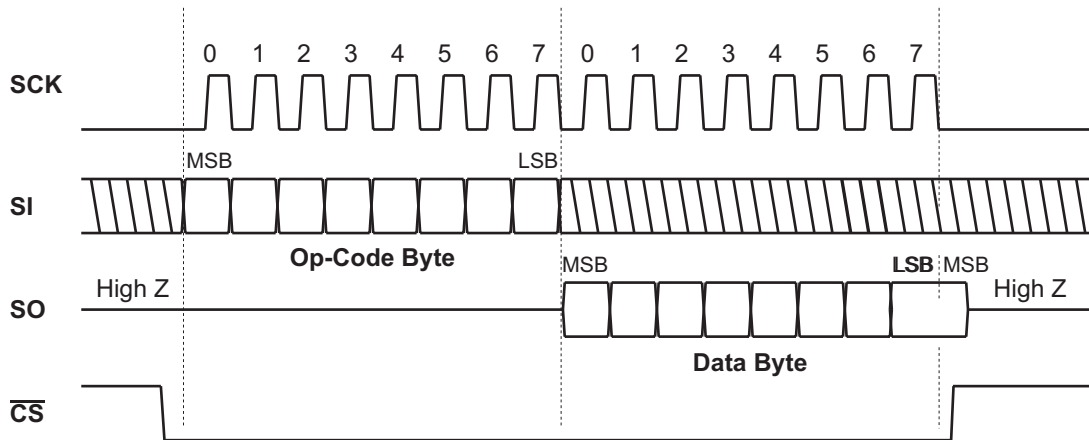 0 1 2 3 4 5 6 7 0 1 2 3 4 5 6 7
SCK
MSB LSB
SI
Op-Code Byte
MSB LSB MSB
High Z High Z
SO
Data Byte
CS